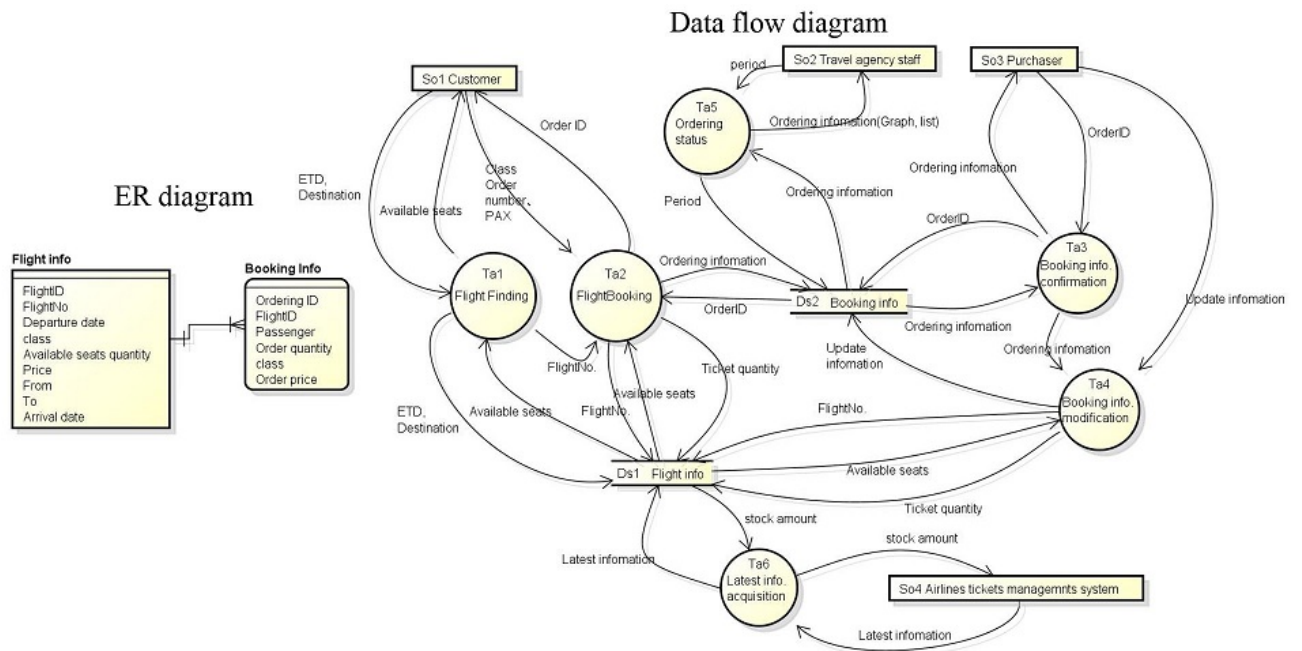 Data flow diagram
ER diagram
Flight info
FlightID
FlightNo
Departure date
class
Available seats quantity
Price
From
To
Arrival date
Booking Info
Ordering ID
FlightID
Passenger
Order quantity
class
Order price
So1 Customer
So2 Travel agency staff
So3 Purchaser
period
Ta5
Ordering
status
Ordering infomation(Graph, list)
Order ID
OrderID
ETD,
Destination
Available seats
Class
Order
number、
PAX
Period
Ordering infomation
Ordering infomation
OrderID
Ta1
Flight Finding
Ta2
FlightBooking
Ordering infomation
OrderID
Ds2 Booking info
Ta3
Booking info.
confirmation
Ordering infomation
Update infomation
Ordering infomation
FlightNo.
Update
infomation
Ticket quantity
Available seats
FlightNo.
Available seats
ETD,
Destination
FlightNo.
Ta4
Booking info.
modification
Ds1 Flight info
Available seats
Ticket quantity
stock amount
Latest infomation
Ta6
Latest info.
acquisition
stock amount
So4 Airlines tickets managemnts system
Latest infomation